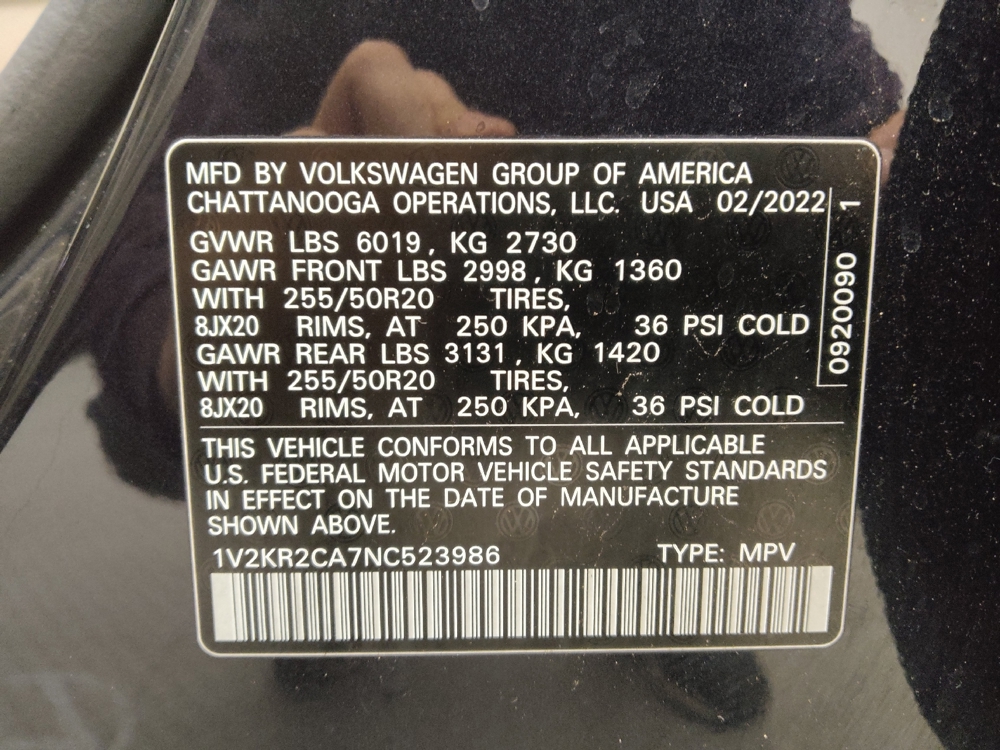 MFD BY VOLKSWAGEN GROUP OF AMERICA
CHATTANOOGA OPERATIONS, LLC. USA 02/2022
GVWR LBS 6019, KG 2730
GAWR FRONT LBS 2998, KG 1360
WITH 255/50R20 TIRES,
8JX20 RIMS, AT 250 KPA, 36 PSI COLD
GAWR REAR LBS 3131, KG 1420
WITH 255/50R20 TIRES,
8JX20 RIMS, AT 250 KPA, 36 PSI COLD
0920090 1
THIS VEHICLE CONFORMS TO ALL APPLICABLE
U.S. FEDERAL MOTOR VEHICLE SAFETY STANDARDS
IN EFFECT ON THE DATE OF MANUFACTURE
SHOWN ABOVE.
1V2KR2CA7NC523986 TYPE: MPV